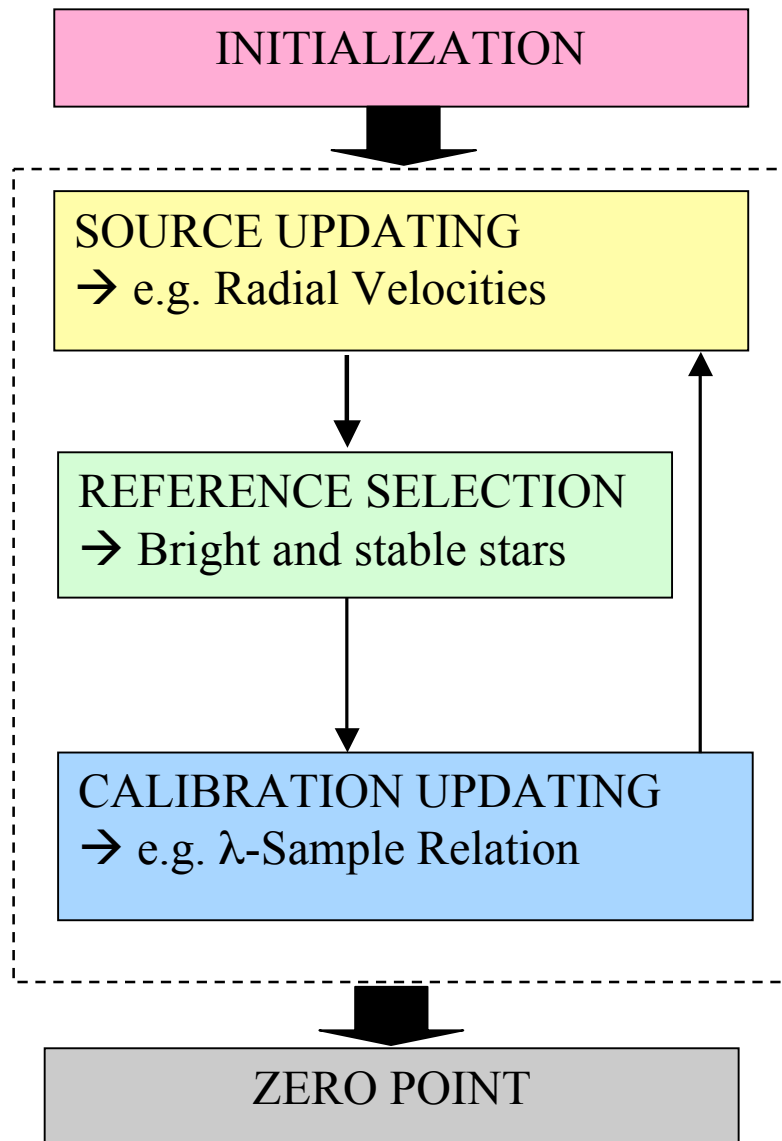 INITIALIZATION
SOURCE UPDATING
→ e.g. Radial Velocities
REFERENCE SELECTION
→ Bright and stable stars
CALIBRATION UPDATING
→ e.g. λ-Sample Relation
ZERO POINT